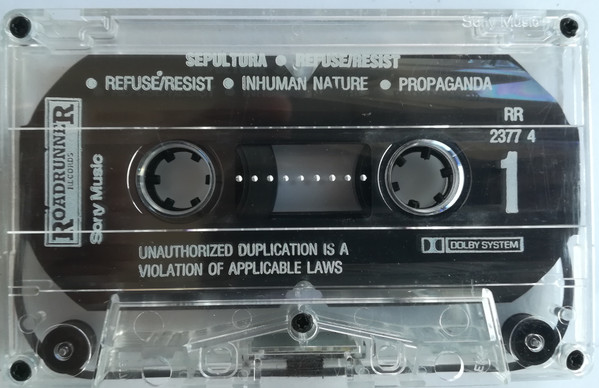 Sony Music
SEPULTURA ● REFUSE/RESIST
● REFUSE/RESIST ● INHUMAN NATURE ● PROPAGANDA
RR
2377 4
1
ROADRUNNER
RECORDS
Sony Music
UNAUTHORIZED DUPLICATION IS A
VIOLATION OF APPLICABLE LAWS
DOLBY SYSTEM